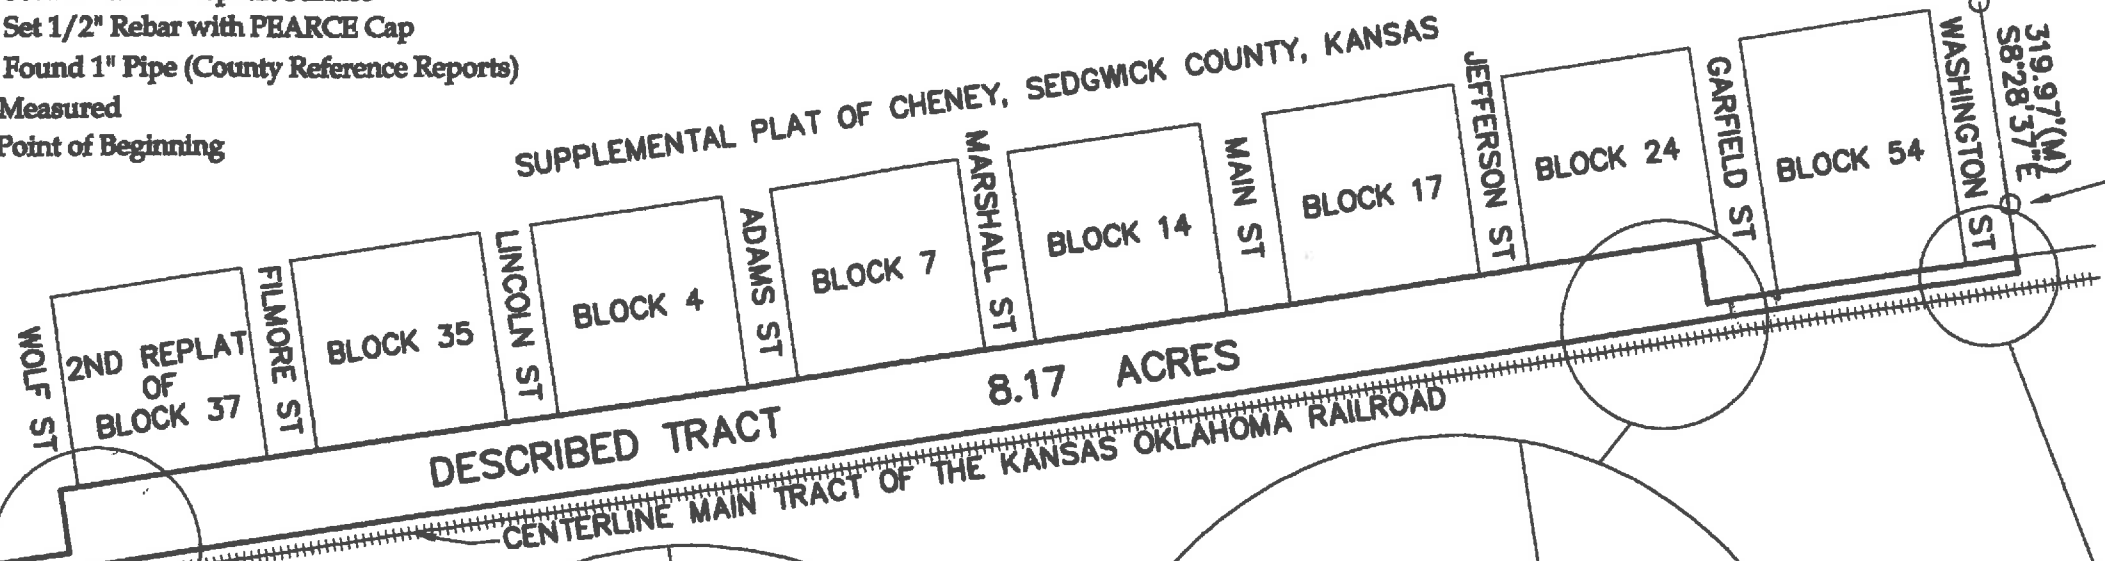 Set 1/2" Rebar with PEARCE Cap
Found 1" Pipe (County Reference Reports)
Measured
Point of Beginning
SUPPLEMENTAL PLAT OF CHENEY, SEDGWICK COUNTY, KANSAS
WOLF ST
2ND REPLAT
OF
BLOCK 37
FILMORE ST
BLOCK 35
LINCOLN ST
BLOCK 4
ADAMS ST
BLOCK 7
MARSHALL ST
BLOCK 14
MAIN ST
BLOCK 17
JEFFERSON ST
BLOCK 24
GARFIELD ST
BLOCK 54
WASHINGTON ST
319.97'(M)
S8°28'37"E
DESCRIBED TRACT
8.17 ACRES
CENTERLINE MAIN TRACT OF THE KANSAS OKLAHOMA RAILROAD